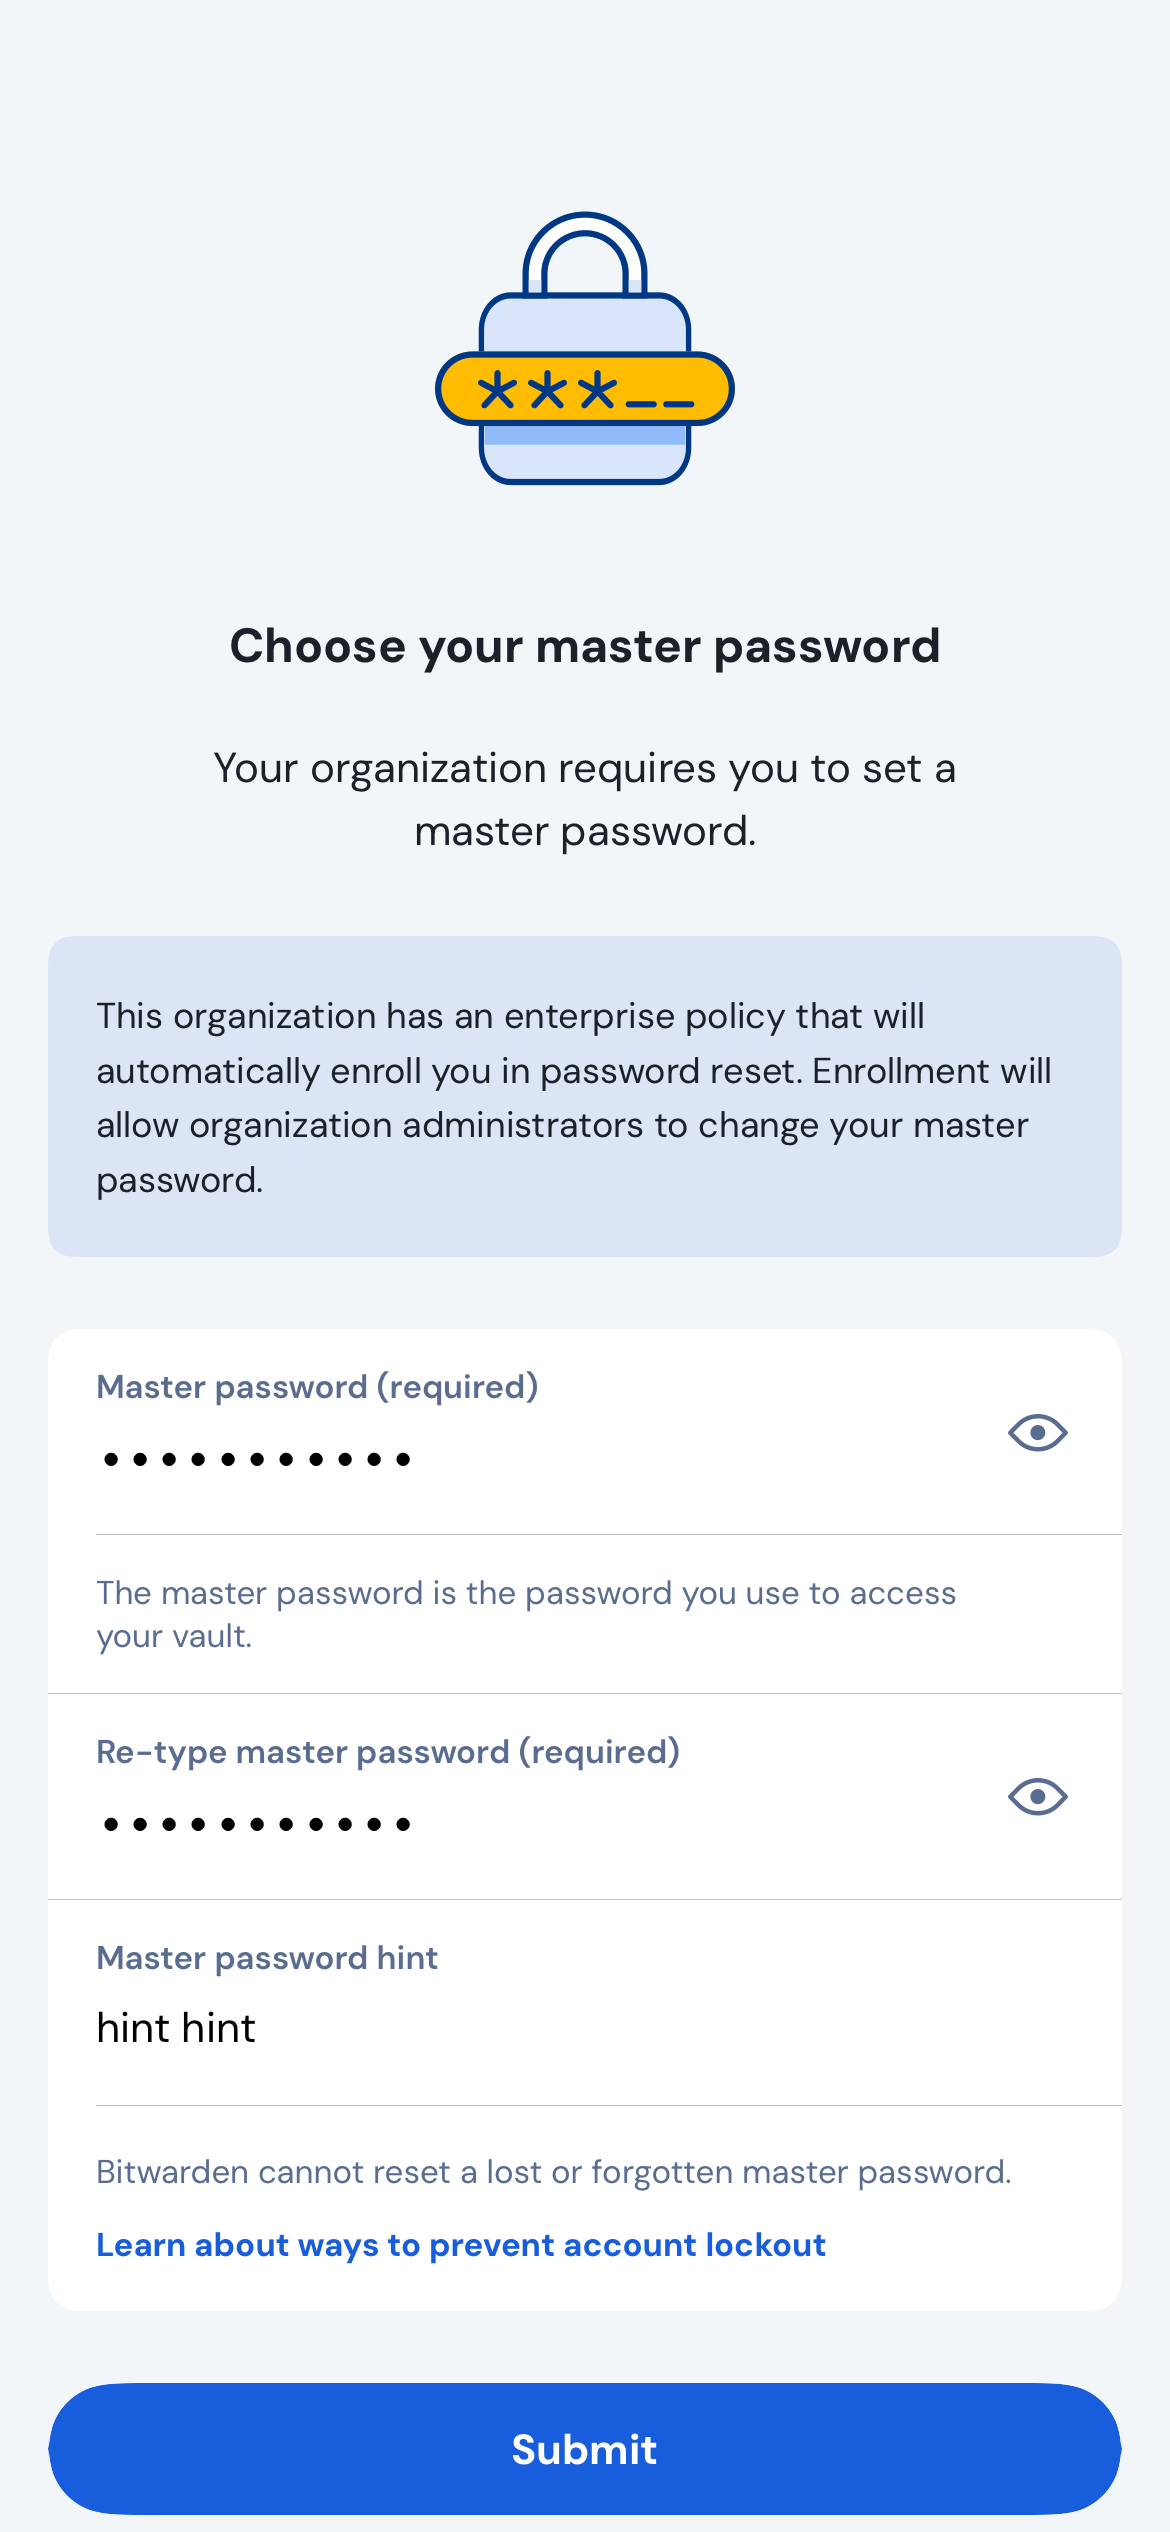 ***__
Choose your master password
Your organization requires you to set a
master password.
This organization has an enterprise policy that will
automatically enroll you in password reset. Enrollment will
allow organization administrators to change your master
password.
Master password (required)
•••••••••••
The master password is the password you use to access
your vault.
Re-type master password (required)
•••••••••••
Master password hint
hint hint
Bitwarden cannot reset a lost or forgotten master password.
Learn about ways to prevent account lockout
Submit